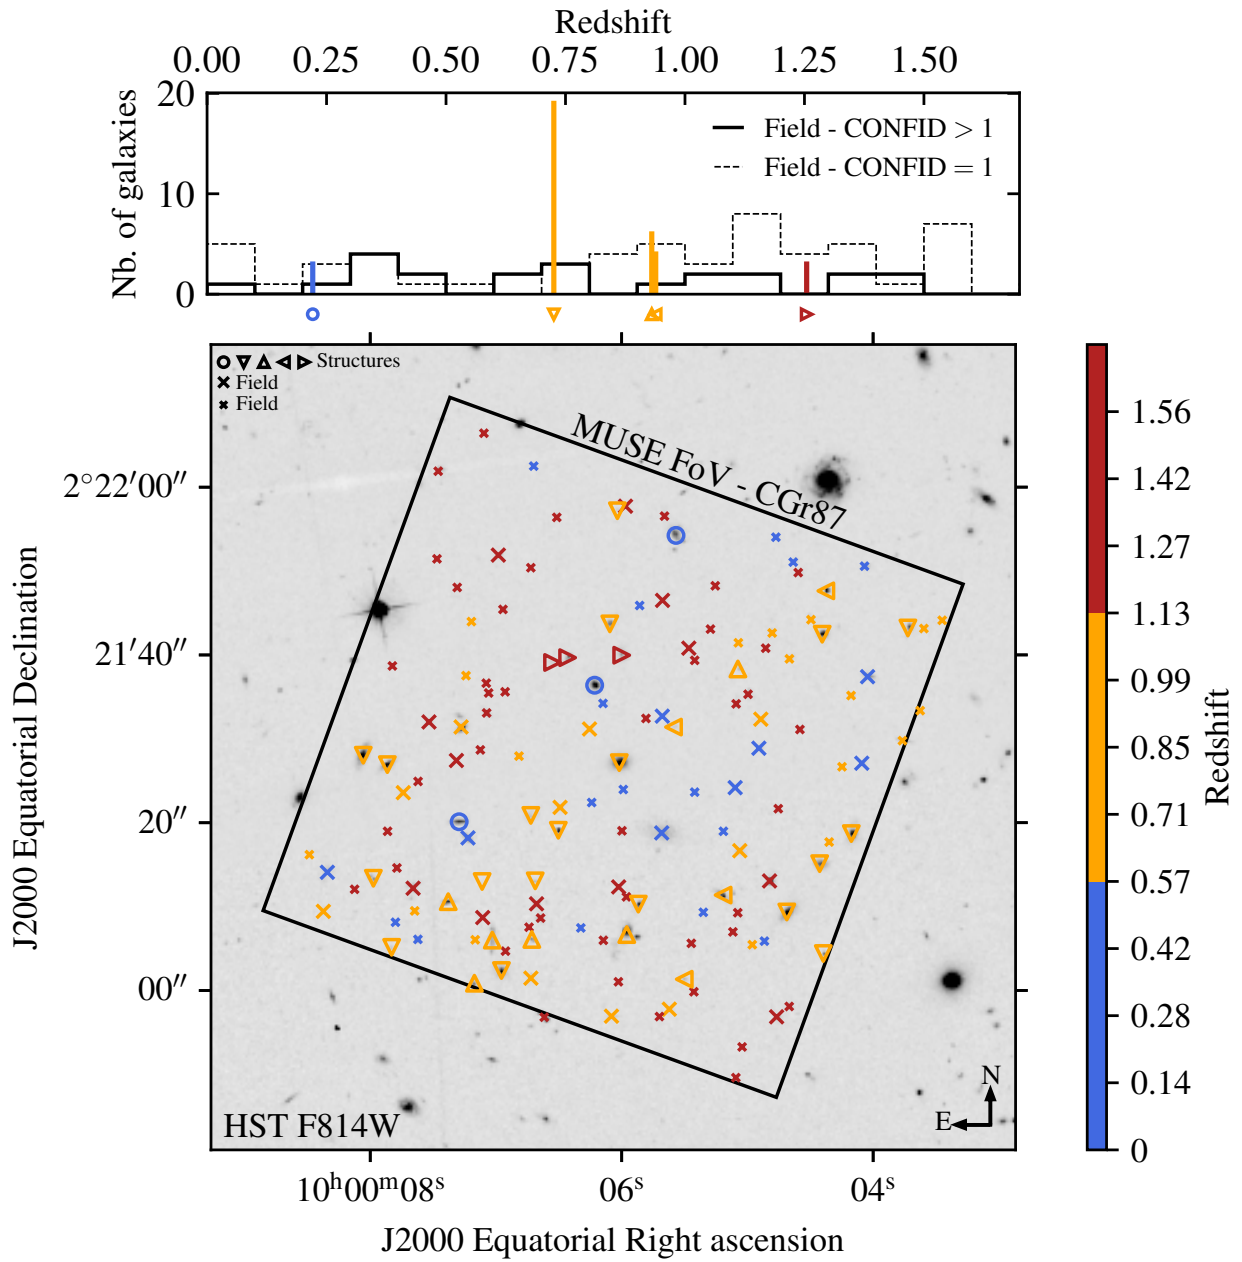 Redshift
0.00 0.25 0.50 0.75 1.00 1.25 1.50
20
10
0
Nb. of galaxies
Field - CONFID > 1
Field - CONFID = 1
Structures
Field
Field
MUSE FoV - CGr87
2°22′00″
21′40″
20″
00″
J2000 Equatorial Declination
HST F814W
N
E
10ʰ00ᵐ08ˢ 06ˢ 04ˢ
J2000 Equatorial Right ascension
1.56
1.42
1.27
1.13
0.99
0.85
0.71
0.57
0.42
0.28
0.14
0
Redshift